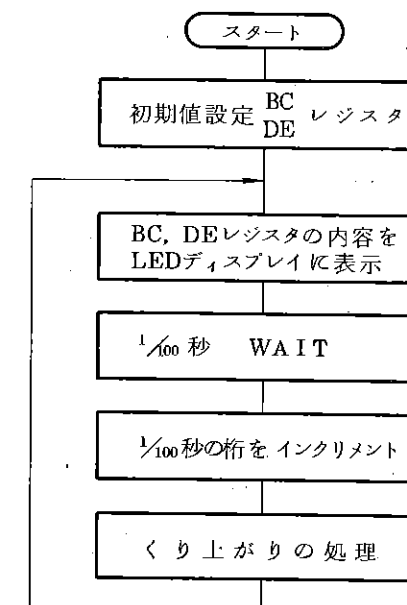 スタート
初期値設定 BC レジスタ
DE
BC, DEレジスタの内容を
LEDディスプレイに表示
1/100 秒 WAIT
1/100秒の桁をインクリメント
くり上がりの処理